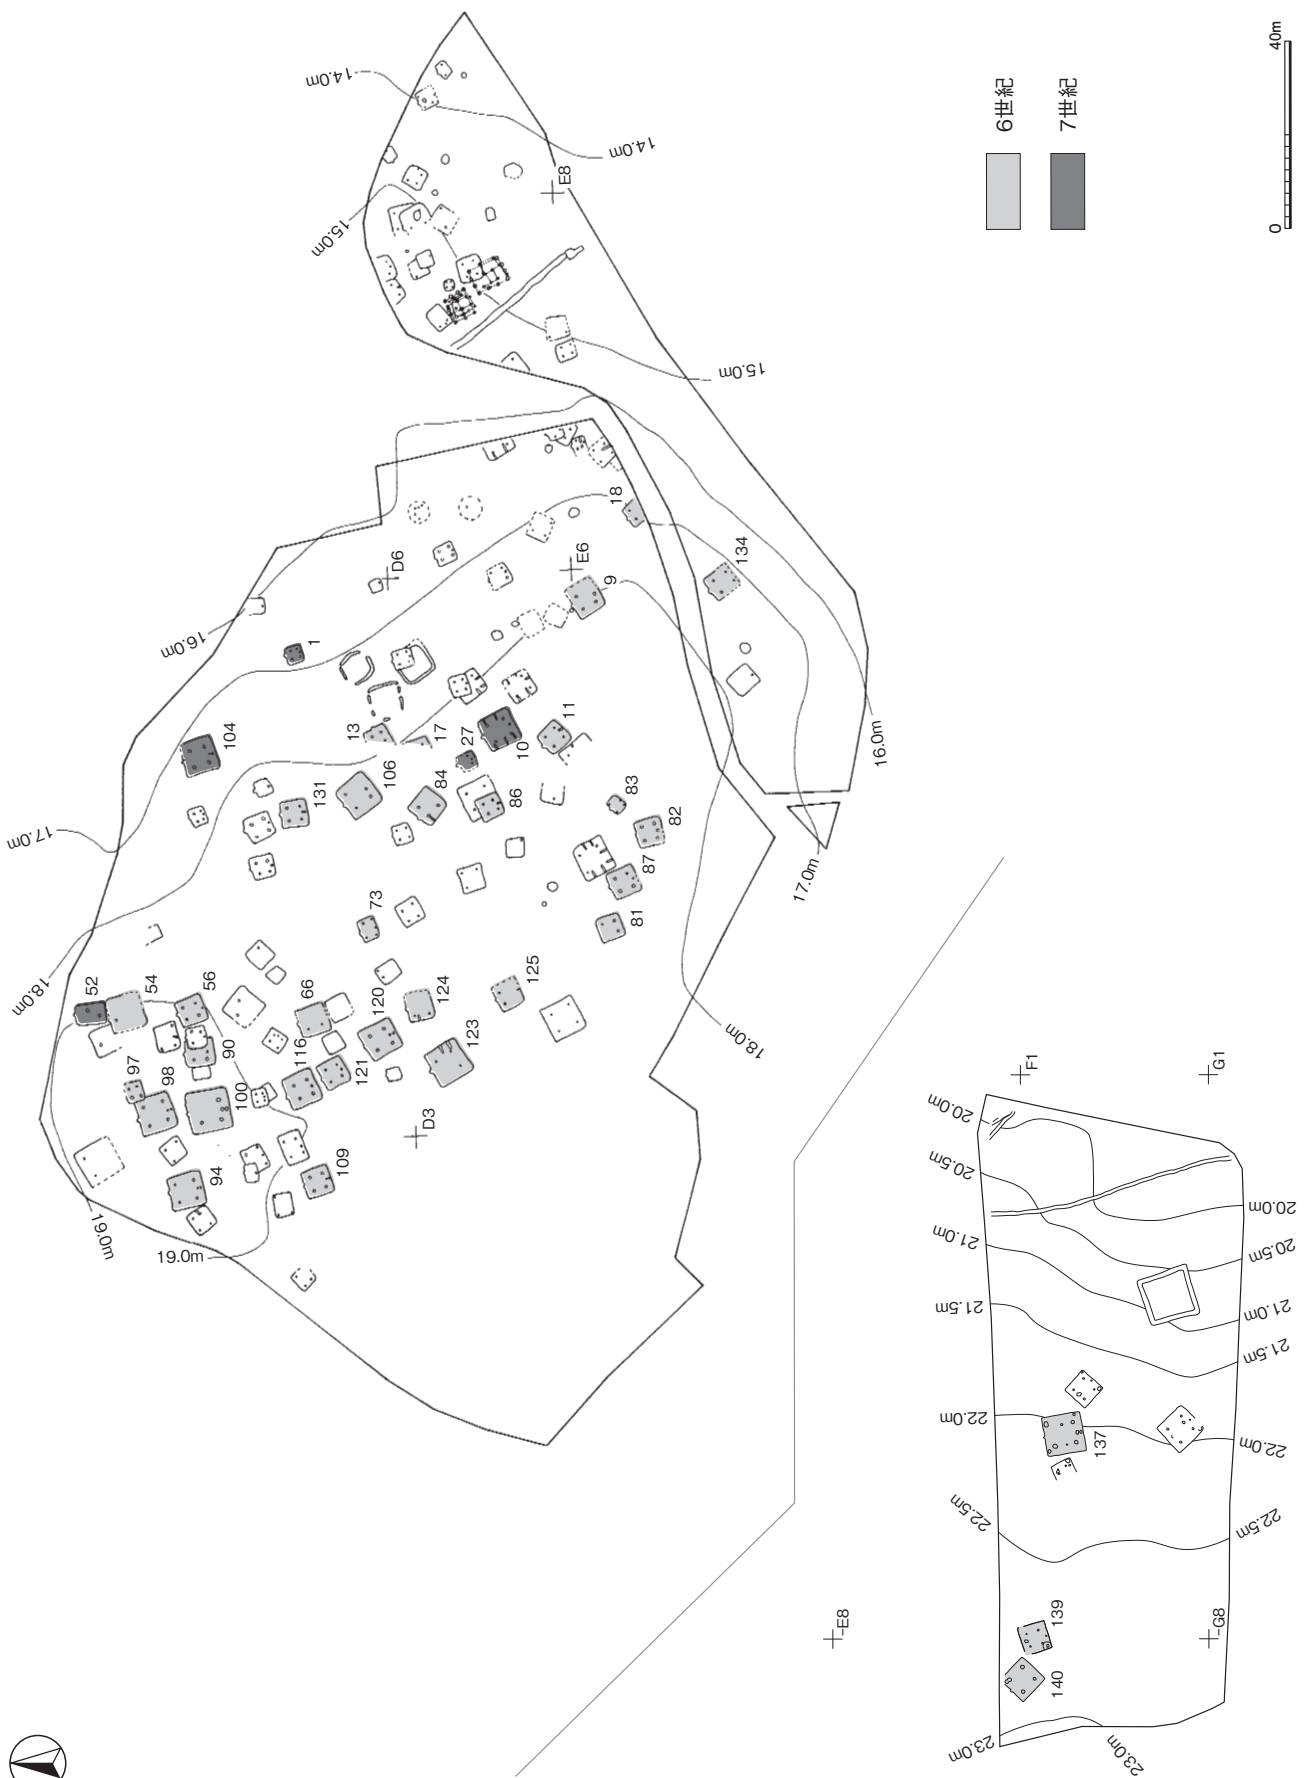 14.0m
14.0m
15.0m
E8
15.0m
18
134
D6
E6
9
16.0m
1
104
13
17
27
10
11
16.0m
131
106
84
86
83
82
87
81
17.0m
17.0m
18.0m
73
52
54
56
66
120
124
125
123
18.0m
97
98
90
100
116
121
D3
94
109
19.0m
19.0m
6世紀
7世紀
0
40m
F1
G1
20.0m
20.5m
21.0m
21.5m
22.0m
22.5m
23.0m
20.0m
20.5m
21.0m
21.5m
22.0m
22.5m
23.0m
137
139
140
-E8
-G8